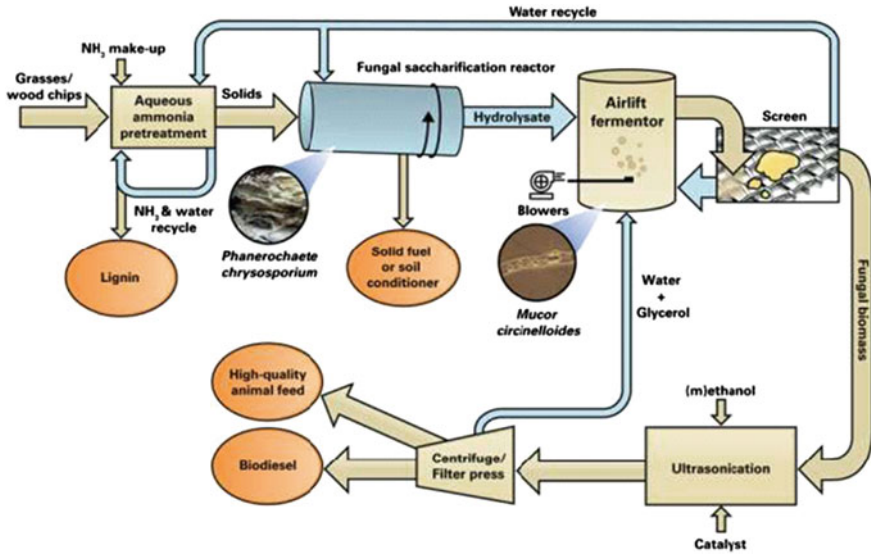 Water recycle
NH3 make-up
Grasses/
wood chips
Aqueous
ammonia
pretreatment
Solids
Fungal saccharification reactor
Hydrolysate
Airlift
fermentor
Screen
Blowers
NH3 & water
recycle
Lignin
Phanerochaete
chrysosporium
Solid fuel
or soil
conditioner
Mucor
circinelloides
Water
+
Glycerol
Fungal biomass
High-quality
animal feed
Biodiesel
Centrifuge/
Filter press
(m)ethanol
Ultrasonication
Catalyst